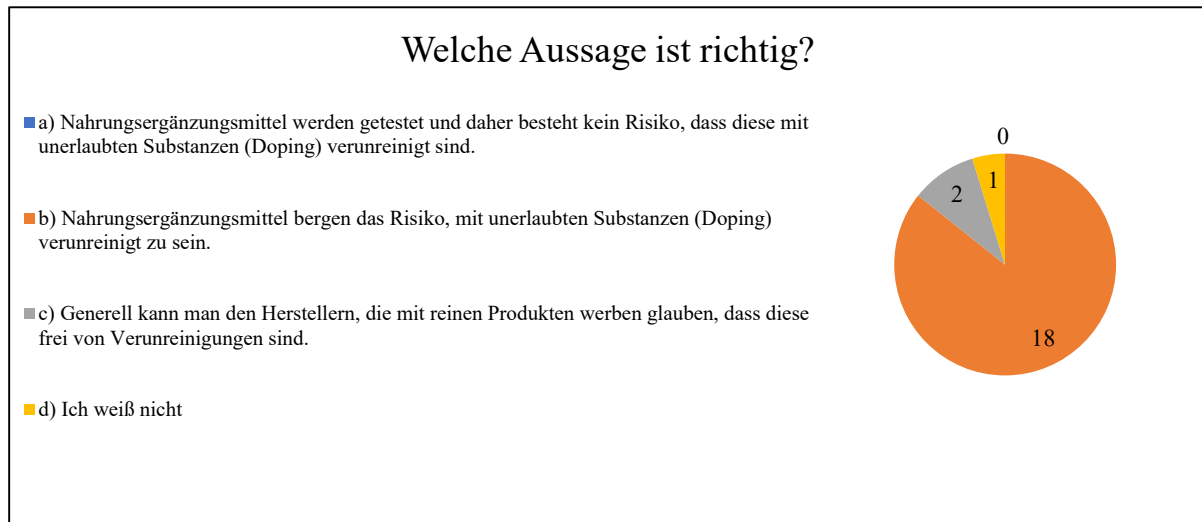 Welche Aussage ist richtig?
a) Nahrungsergänzungsmittel werden getestet und daher besteht kein Risiko, dass diese mit
unerlaubten Substanzen (Doping) verunreinigt sind.
b) Nahrungsergänzungsmittel bergen das Risiko, mit unerlaubten Substanzen (Doping)
verunreinigt zu sein.
c) Generell kann man den Herstellern, die mit reinen Produkten werben glauben, dass diese
frei von Verunreinigungen sind.
d) Ich weiß nicht
0
1
2
18